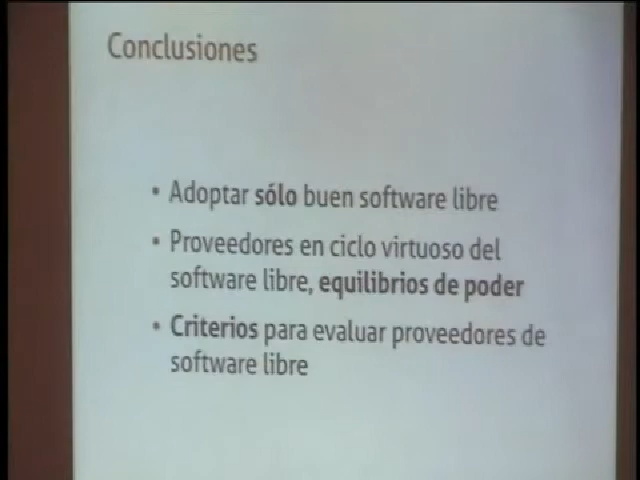 Conclusiones
• Adoptar sólo buen software libre
• Proveedores en ciclo virtuoso del
software libre, equilibrios de poder
• Criterios para evaluar proveedores de
software libre